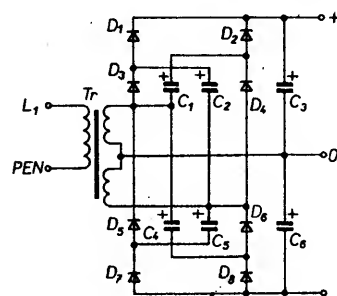 D1
D2
+
D3
+
+
+
Tr
L1
C1
C2
D4
C3
PEN
0
+
+
+
D5
C4
C5
D6
C6
D7
D8
−